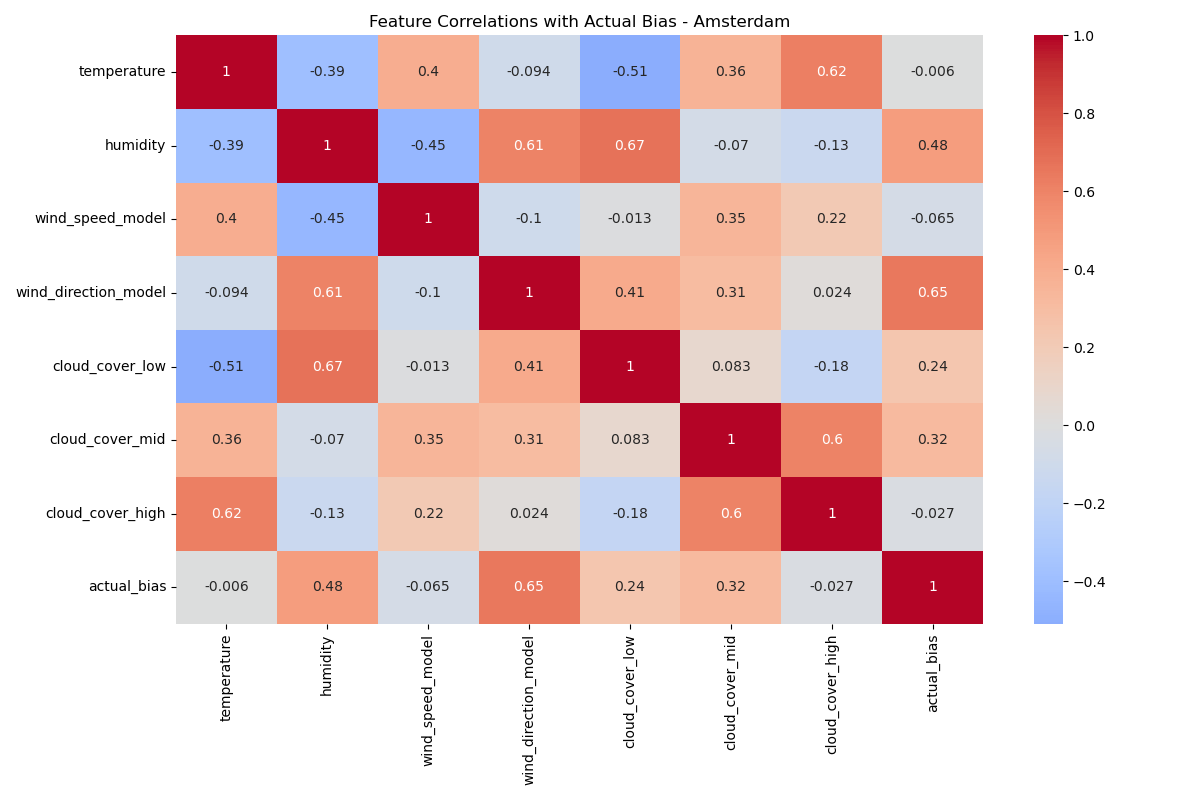 Feature Correlations with Actual Bias - Amsterdam
temperature 1 -0.39 0.4 -0.094 -0.51 0.36 0.62 -0.006
humidity -0.39 1 -0.45 0.61 0.67 -0.07 -0.13 0.48
wind_speed_model 0.4 -0.45 1 -0.1 -0.013 0.35 0.22 -0.065
wind_direction_model -0.094 0.61 -0.1 1 0.41 0.31 0.024 0.65
cloud_cover_low -0.51 0.67 -0.013 0.41 1 0.083 -0.18 0.24
cloud_cover_mid 0.36 -0.07 0.35 0.31 0.083 1 0.6 0.32
cloud_cover_high 0.62 -0.13 0.22 0.024 -0.18 0.6 1 -0.027
actual_bias -0.006 0.48 -0.065 0.65 0.24 0.32 -0.027 1
temperature
humidity
wind_speed_model
wind_direction_model
cloud_cover_low
cloud_cover_mid
cloud_cover_high
actual_bias
1.0
0.8
0.6
0.4
0.2
0.0
−0.2
−0.4